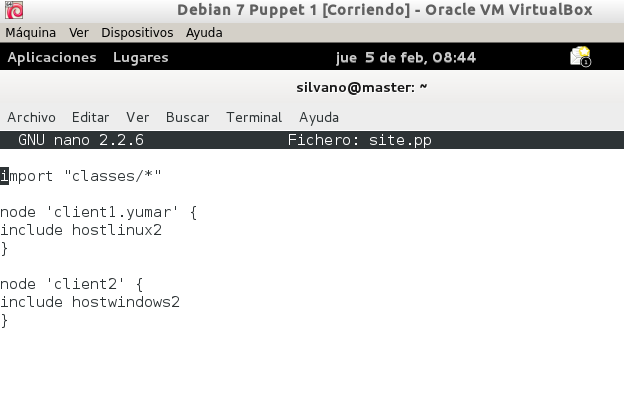 Debian 7 Puppet 1 [Corriendo] - Oracle VM VirtualBox
Máquina Ver Dispositivos Ayuda
Aplicaciones Lugares jue 5 de feb, 08:44
silvano@master: ~
Archivo Editar Ver Buscar Terminal Ayuda
GNU nano 2.2.6 Fichero: site.pp
import "classes/*"
node 'client1.yumar' {
include hostlinux2
}
node 'client2' {
include hostwindows2
}